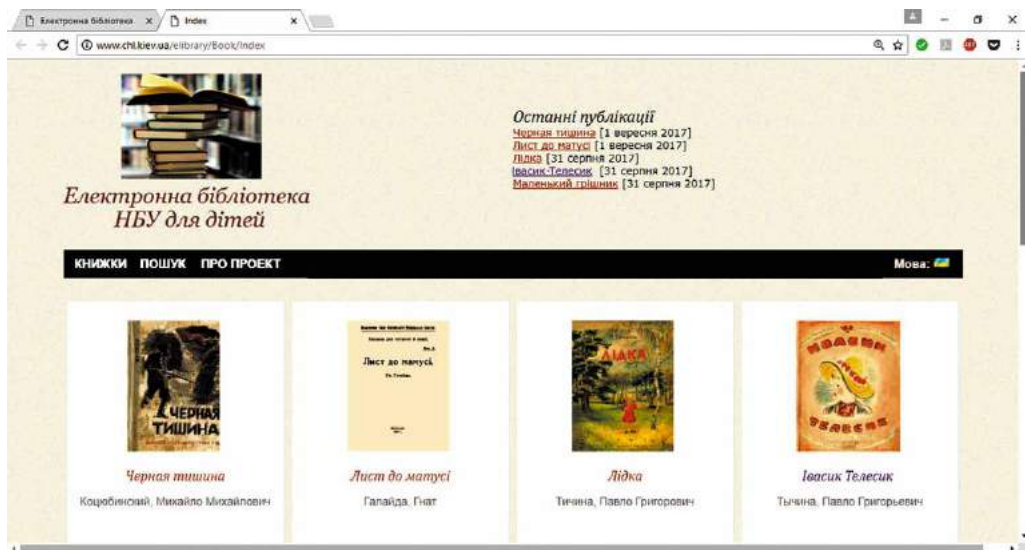 Електронна бібліотека
Index
www.chl.kiev.ua/elibrary/Book/Index
Останні публікації
Черная тишина [1 вересня 2017]
Лист до матусі [1 вересня 2017]
Лідка [31 серпня 2017]
Івасик-Телесик [31 серпня 2017]
Маленький грішник [31 серпня 2017]
Електронна бібліотека
НБУ для дітей
КНИЖКИ ПОШУК ПРО ПРОЕКТ
Мова:
ЧЕРНАЯ
ТИШИНА
Лист до матусі.
ЛІДКА
ИВАСИК
ТЕЛЕСИК
Черная тишина
Лист до матусі
Лідка
Івасик Телесик
Коцюбинский, Михайло Михайлович
Галайда, Гнат
Тичина, Павло Григорович
Тычина, Павло Григорьевич